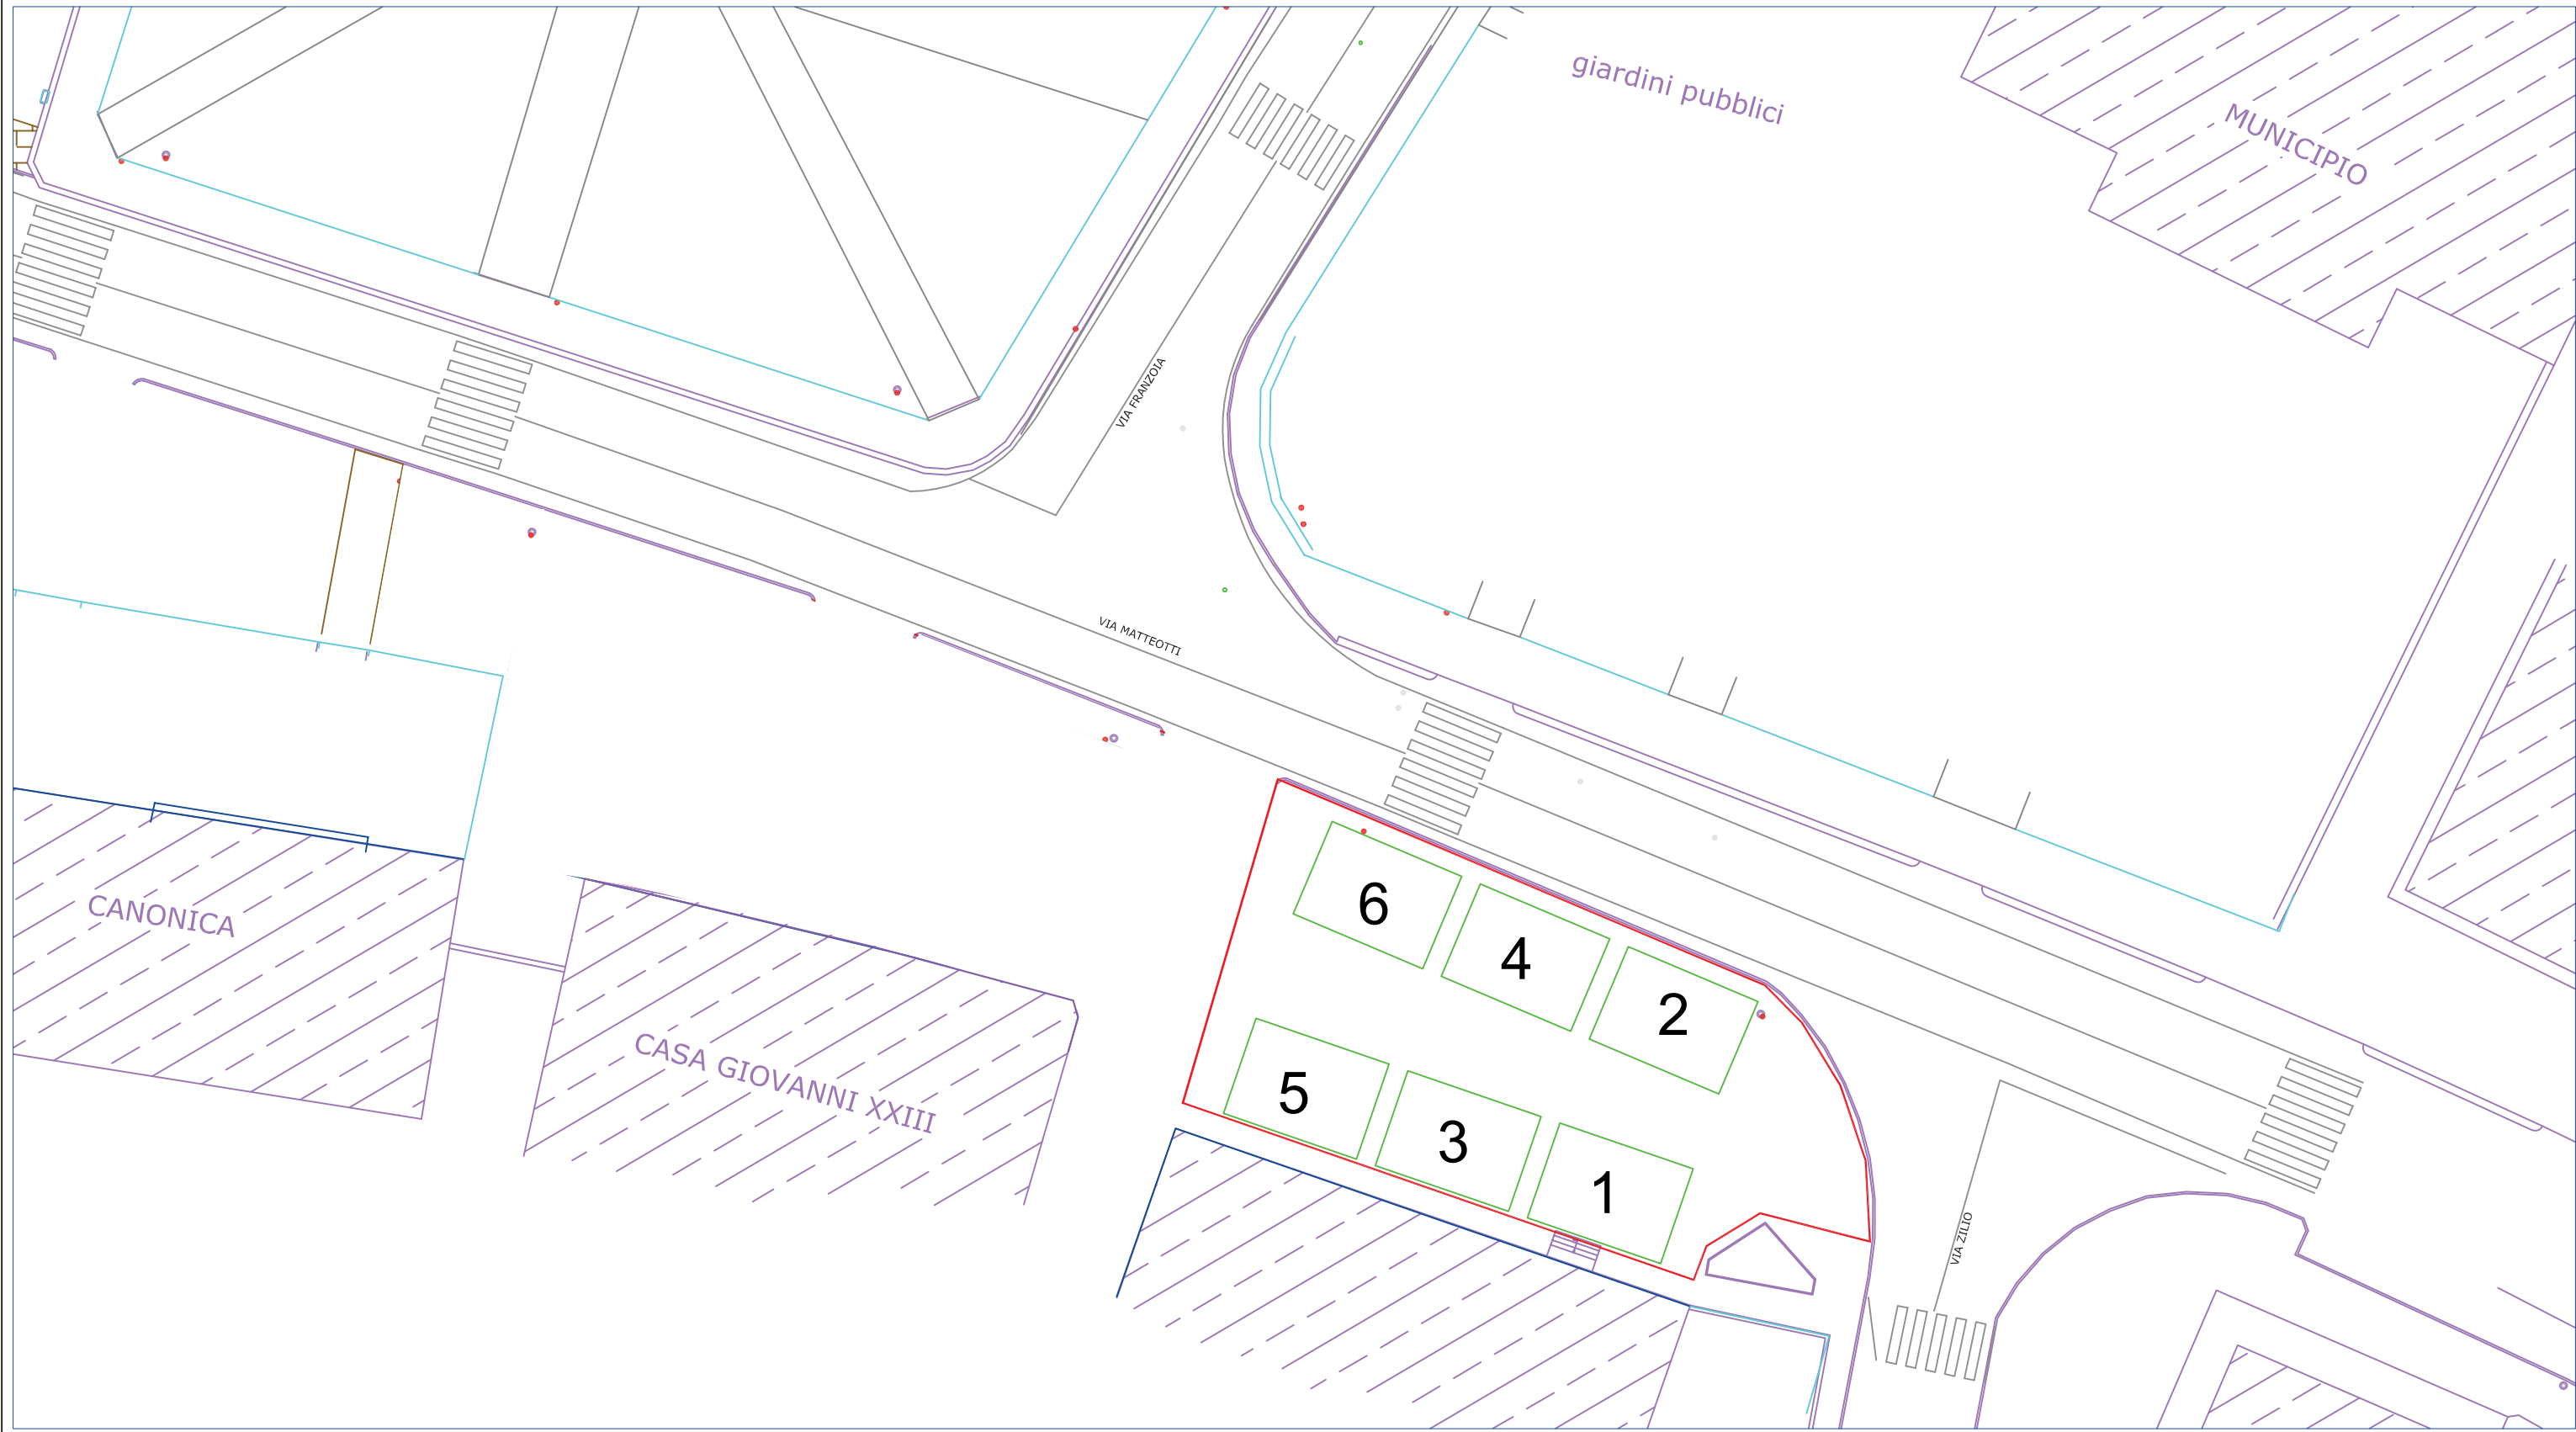 giardini pubblici
MUNICIPIO
VIA FRANZOIA
VIA MATTEOTTI
6
4
2
CANONICA
CASA GIOVANNI XXIII
5
3
1
VIA ZILIO